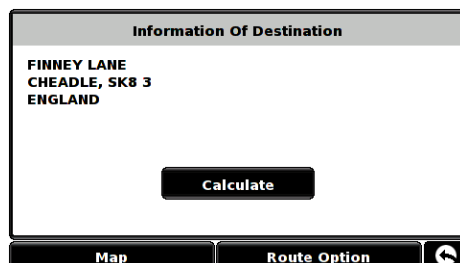 Information Of Destination
FINNEY LANE
CHEADLE, SK8 3
ENGLAND
Calculate
Map
Route Option